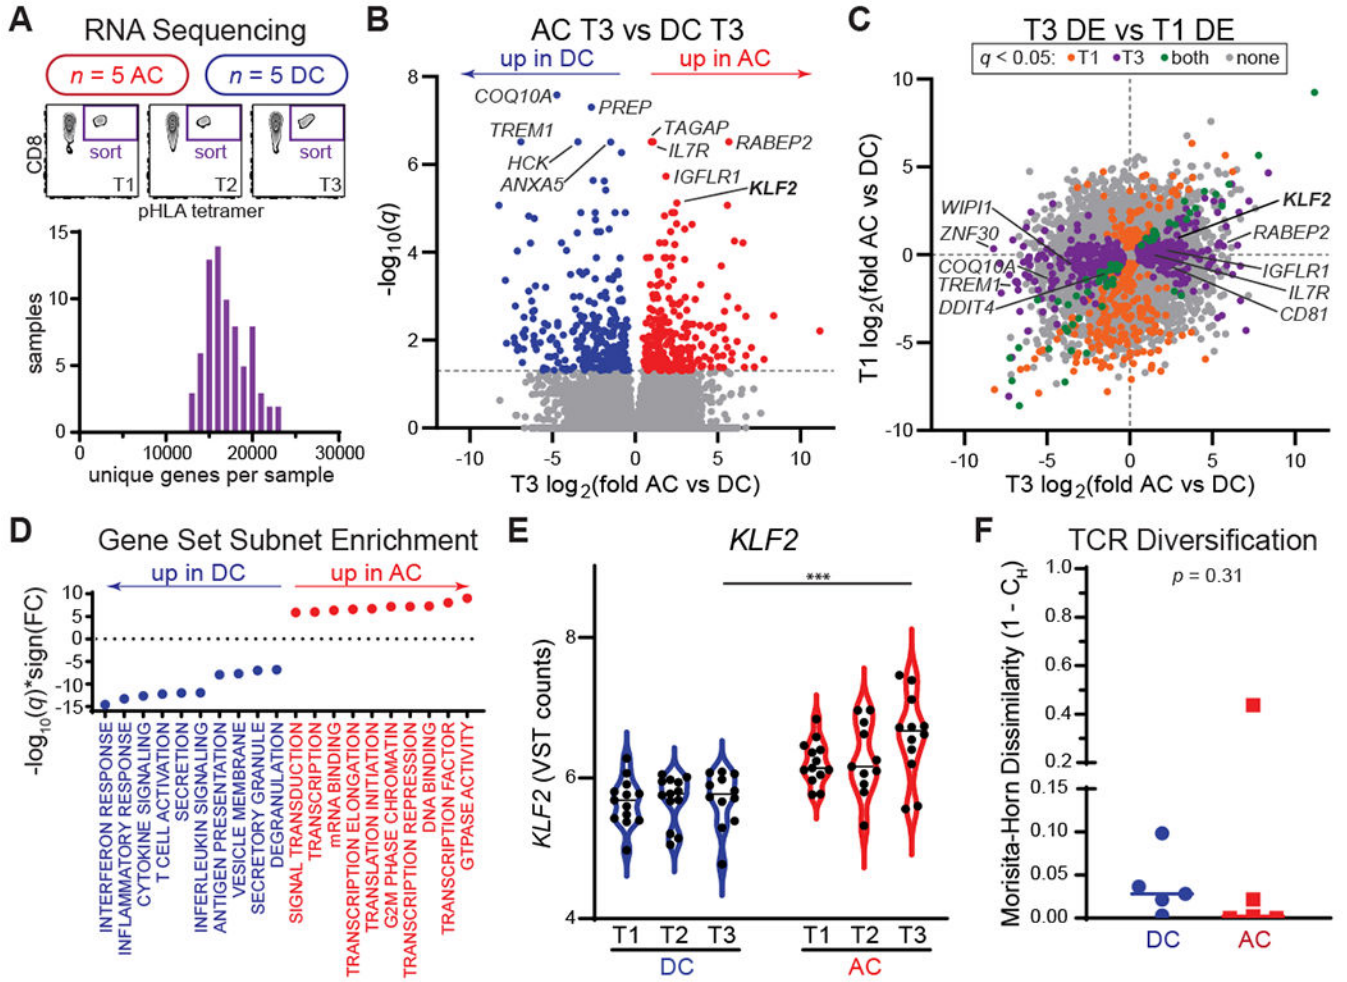 A
RNA Sequencing
n = 5 AC
n = 5 DC
CD8
sort
sort
sort
T1
T2
T3
pHLA tetramer
samples
15
10
5
0
0
10000
20000
30000
unique genes per sample
B
AC T3 vs DC T3
up in DC
up in AC
-log10(q)
8
6
4
2
0
COQ10A
PREP
TREM1
HCK
ANXA5
TAGAP
IL7R
RABEP2
IGFLR1
KLF2
-10
-5
0
5
10
T3 log2(fold AC vs DC)
C
T3 DE vs T1 DE
q < 0.05: T1 T3 both none
T1 log2(fold AC vs DC)
10
5
0
-5
-10
WIPI1
ZNF30
COQ10A
TREM1
DDIT4
KLF2
RABEP2
IGFLR1
IL7R
CD81
-10
-5
0
5
10
T3 log2(fold AC vs DC)
D
Gene Set Subnet Enrichment
up in DC
up in AC
-log10(q)*sign(FC)
10
5
0
-5
-10
-15
INTERFERON RESPONSE
INFLAMMATORY RESPONSE
CYTOKINE SIGNALING
T CELL ACTIVATION
SECRETION
INFERLEUKIN SIGNALING
ANTIGEN PRESENTATION
VESICLE MEMBRANE
SECRETORY GRANULE
DEGRANULATION
SIGNAL TRANSDUCTION
TRANSCRIPTION
mRNA BINDING
TRANSCRIPTION ELONGATION
TRANSLATION INITIATION
G2M PHASE CHROMATIN
TRANSCRIPTION REPRESSION
DNA BINDING
TRANSCRIPTION FACTOR
GTPASE ACTIVITY
E
KLF2
***
KLF2 (VST counts)
8
6
4
T1
T2
T3
T1
T2
T3
DC
AC
F
TCR Diversification
p = 0.31
Morisita-Horn Dissimilarity (1 - CH)
1.0
0.8
0.6
0.4
0.2
0.15
0.10
0.05
0.00
DC
AC